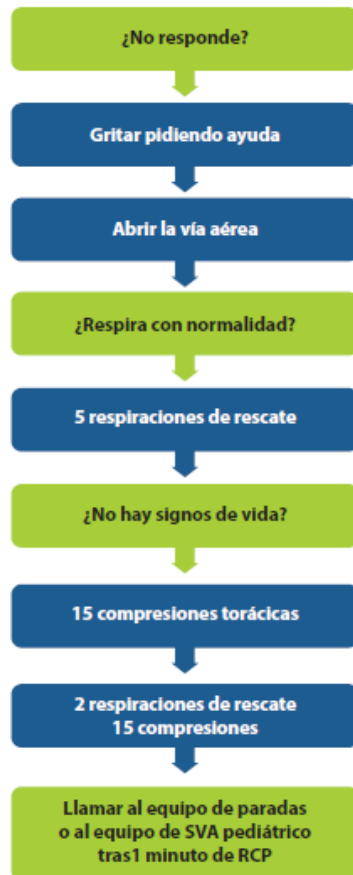 ¿No responde?
Gritar pidiendo ayuda
Abrir la vía aérea
¿Respira con normalidad?
5 respiraciones de rescate
¿No hay signos de vida?
15 compresiones torácicas
2 respiraciones de rescate
15 compresiones
Llamar al equipo de paradas
o al equipo de SVA pediátrico
tras1 minuto de RCP